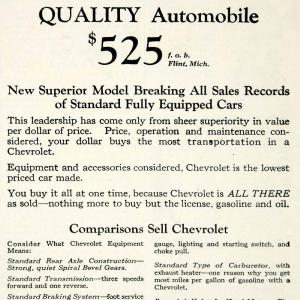 QUALITY Automobile
$525 f. o. b.
Flint, Mich.
New Superior Model Breaking All Sales Records
of Standard Fully Equipped Cars
This leadership has come only from sheer superiority in value
per dollar of price. Price, operation and maintenance con-
sidered, your dollar buys the most transportation in a
Chevrolet.
Equipment and accessories considered, Chevrolet is the lowest
priced car made.
You buy it all at one time, because Chevrolet is ALL THERE
as sold—nothing more to buy but the license, gasoline and oil.
Comparisons Sell Chevrolet
Consider What Chevrolet Equipment
Means:
Standard Rear Axle Construction—
Strong, quiet Spiral Bevel Gears.
Standard Transmission—three speeds
forward and one reverse.
Standard Braking System—foot service
gauge, lighting and starting switch, and
choke pull.
Standard Type of Carburetor, with
exhaust heater—one reason why you get
most miles per gallon of gasoline with a
Chevrolet.